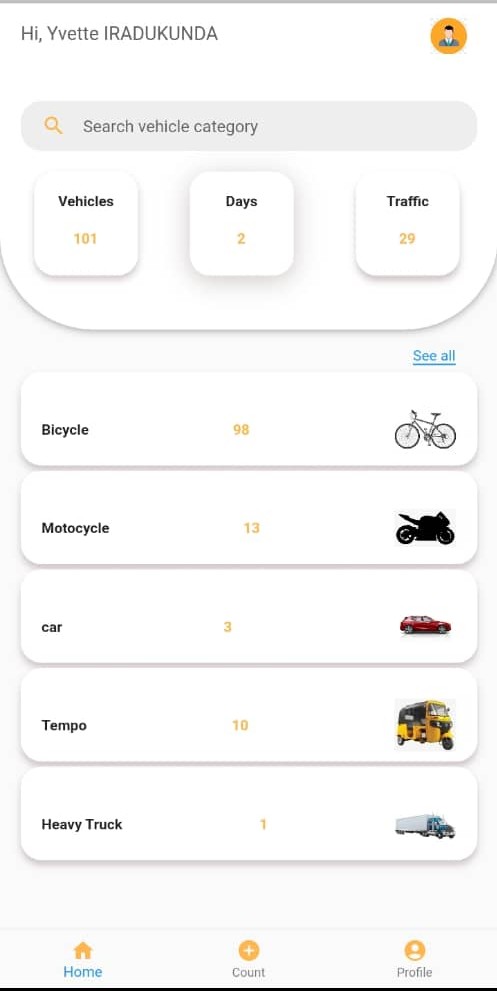 Hi, Yvette IRADUKUNDA
Search vehicle category
Vehicles Days Traffic
101 2 29
See all
Bicycle 98
Motocycle 13
car 3
Tempo 10
Heavy Truck 1
Home Count Profile